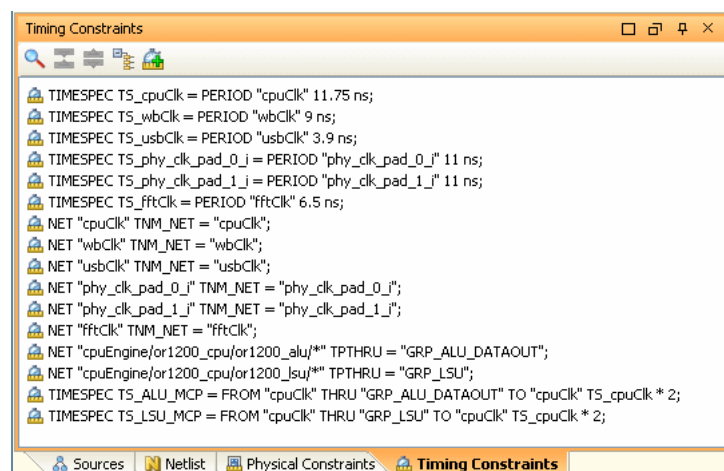 Timing Constraints
TIMESPEC TS_cpuClk = PERIOD "cpuClk" 11.75 ns;
TIMESPEC TS_wbClk = PERIOD "wbClk" 9 ns;
TIMESPEC TS_usbClk = PERIOD "usbClk" 3.9 ns;
TIMESPEC TS_phy_clk_pad_0_i = PERIOD "phy_clk_pad_0_i" 11 ns;
TIMESPEC TS_phy_clk_pad_1_i = PERIOD "phy_clk_pad_1_i" 11 ns;
TIMESPEC TS_fftClk = PERIOD "fftClk" 6.5 ns;
NET "cpuClk" TNM_NET = "cpuClk";
NET "wbClk" TNM_NET = "wbClk";
NET "usbClk" TNM_NET = "usbClk";
NET "phy_clk_pad_0_i" TNM_NET = "phy_clk_pad_0_i";
NET "phy_clk_pad_1_i" TNM_NET = "phy_clk_pad_1_i";
NET "fftClk" TNM_NET = "fftClk";
NET "cpuEngine/or1200_cpu/or1200_alu/*" TPTHRU = "GRP_ALU_DATAOUT";
NET "cpuEngine/or1200_cpu/or1200_lsu/*" TPTHRU = "GRP_LSU";
TIMESPEC TS_ALU_MCP = FROM "cpuClk" THRU "GRP_ALU_DATAOUT" TO "cpuClk" TS_cpuClk * 2;
TIMESPEC TS_LSU_MCP = FROM "cpuClk" THRU "GRP_LSU" TO "cpuClk" TS_cpuClk * 2;
Sources Netlist Physical Constraints Timing Constraints